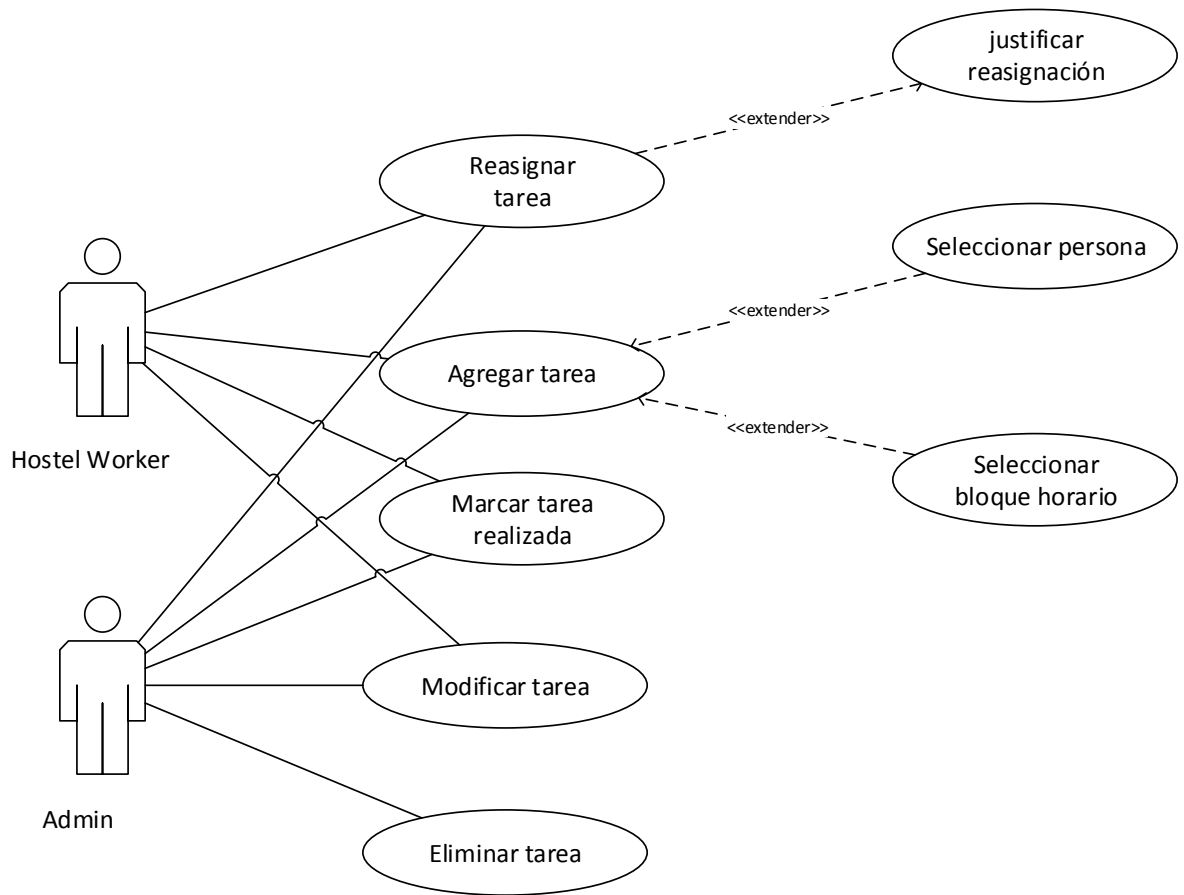 justificar
reasignación
<<extender>>
Reasignar
tarea
Seleccionar persona
<<extender>>
Agregar tarea
<<extender>>
Hostel Worker
Seleccionar
bloque horario
Marcar tarea
realizada
Modificar tarea
Admin
Eliminar tarea